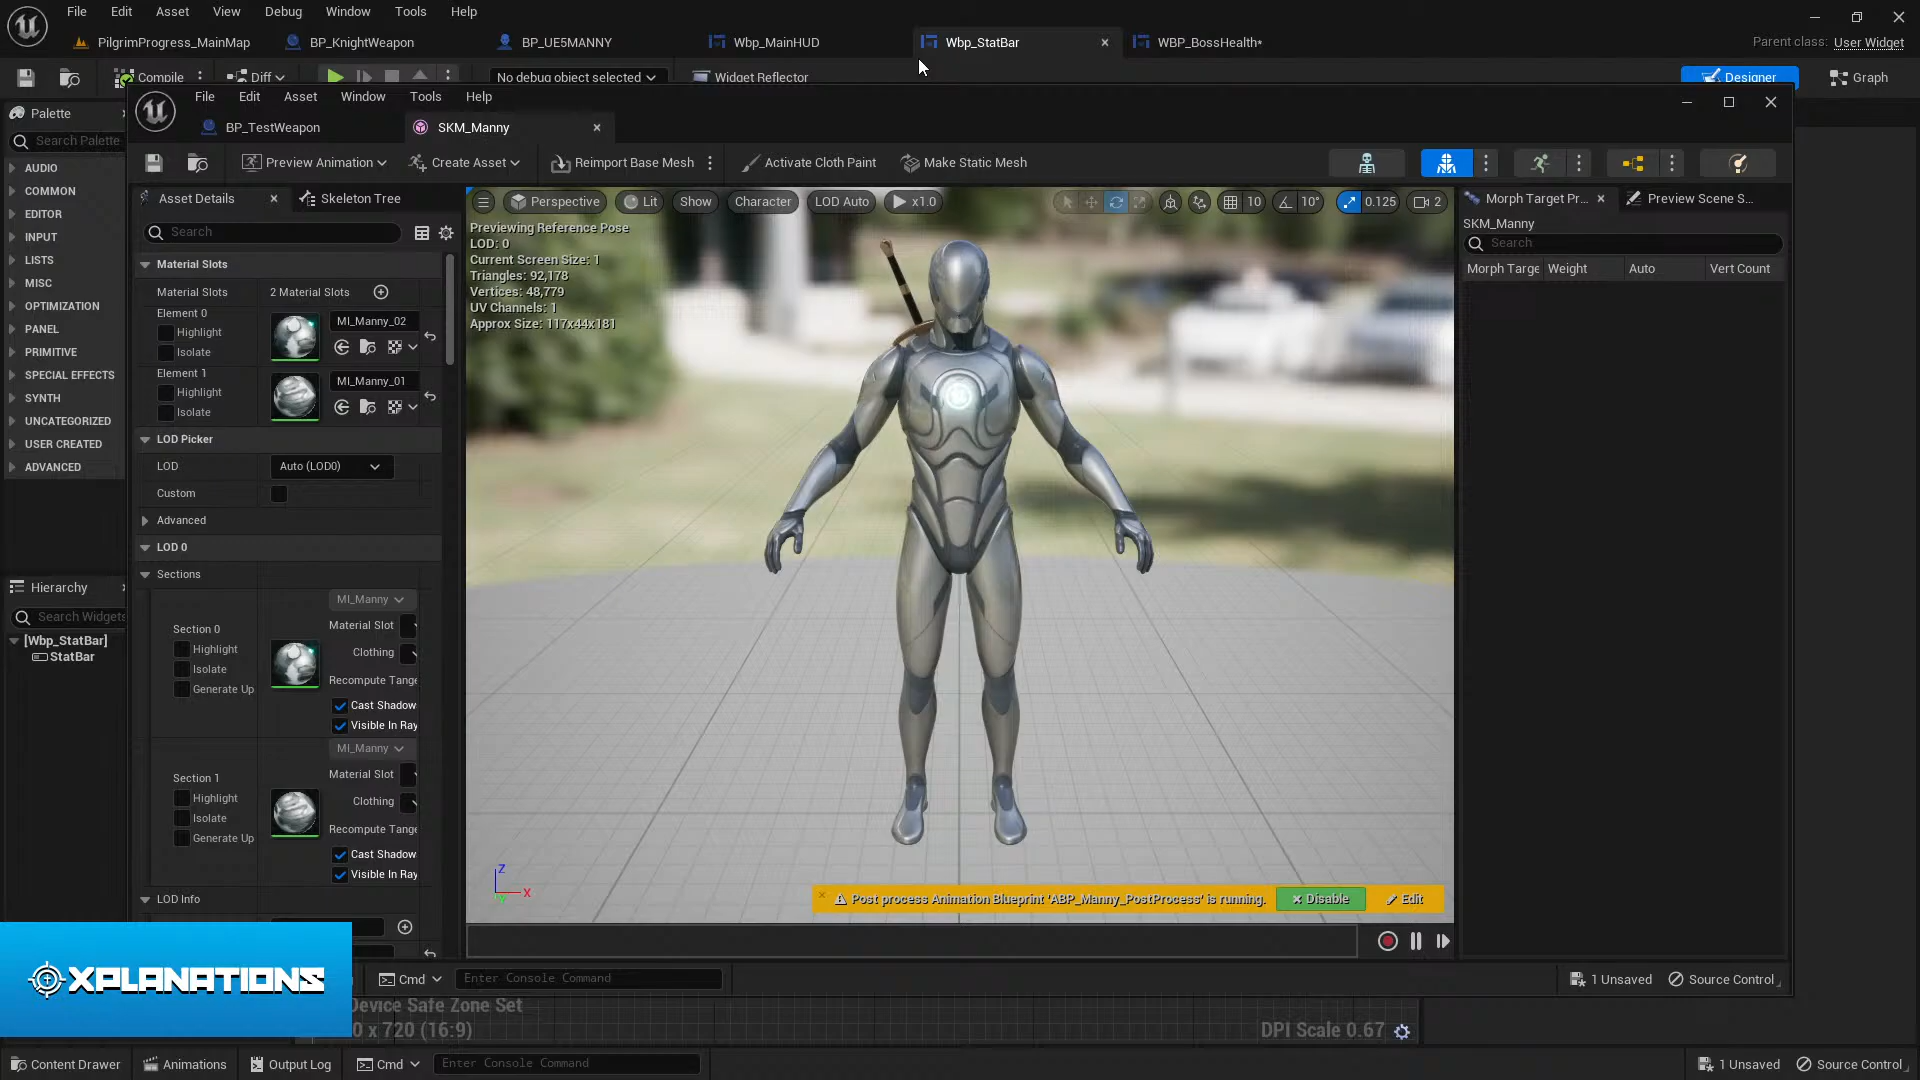 File Edit Asset View Debug Window Tools Help
PilgrimProgress_MainMap BP_KnightWeapon BP_UE5MANNY Wbp_MainHUD Wbp_StatBar WBP_BossHealth* Parent class: User Widget
Compile Diff No debug object selected Widget Reflector Designer Graph
Palette
Search Palette
AUDIO
COMMON
EDITOR
INPUT
LISTS
MISC
OPTIMIZATION
PANEL
PRIMITIVE
SPECIAL EFFECTS
SYNTH
UNCATEGORIZED
USER CREATED
ADVANCED
Hierarchy
Search Widgets
[Wbp_StatBar]
StatBar
File Edit Asset Window Tools Help
BP_TestWeapon SKM_Manny
Preview Animation Create Asset Reimport Base Mesh Activate Cloth Paint Make Static Mesh
Asset Details Skeleton Tree
Search
Material Slots
Material Slots 2 Material Slots
Element 0
Highlight
Isolate
MI_Manny_02
Element 1
Highlight
Isolate
MI_Manny_01
LOD Picker
LOD Auto (LOD0)
Custom
Advanced
LOD 0
Sections
MI_Manny
Section 0
Highlight
Isolate
Generate Up
Material Slot
Clothing
Recompute Tange
Cast Shadow
Visible In Ray
MI_Manny
Section 1
Highlight
Isolate
Generate Up
Material Slot
Clothing
Recompute Tange
Cast Shadow
Visible In Ray
LOD Info
Perspective Lit Show Character LOD Auto x1.0 10 10° 0.125 2
Previewing Reference Pose
LOD: 0
Current Screen Size: 1
Triangles: 92,178
Vertices: 48,779
UV Channels: 1
Approx Size: 117x44x181
Z
X
Y
Post process Animation Blueprint 'ABP_Manny_PostProcess' is running. Disable Edit
Morph Target Pr... Preview Scene S...
SKM_Manny
Search
Morph Targe Weight Auto Vert Count
XPLANATIONS
Cmd Enter Console Command 1 Unsaved Source Control
Device Safe Zone Set
0 x 720 (16:9) DPI Scale 0.67
Content Drawer Animations Output Log Cmd Enter Console Command 1 Unsaved Source Control